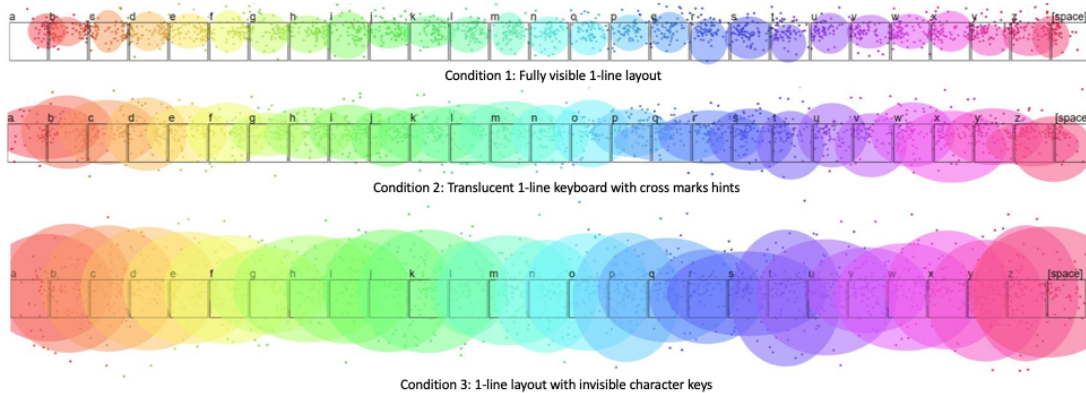 a b c d e f g h i j k l m n o p q r s t u v w x y z [space]
Condition 1: Fully visible 1-line layout
a b c d e f g h i j k l m n o p q r s t u v w x y z [space]
Condition 2: Translucent 1-line keyboard with cross marks hints
a b c d e f g h i j k l m n o p q r s t u v w x y z [space]
Condition 3: 1-line layout with invisible character keys